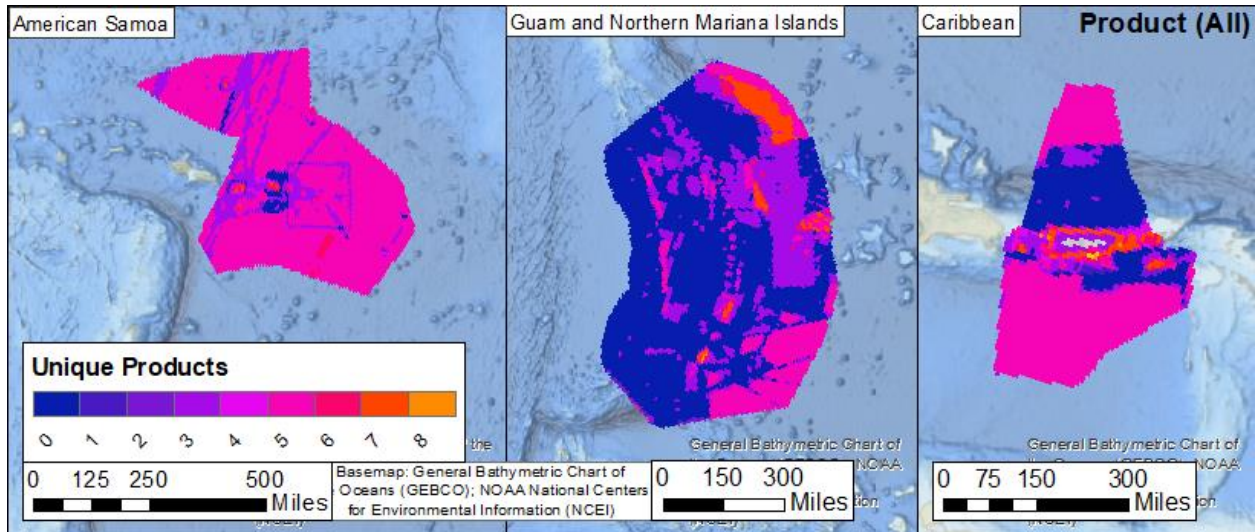 American Samoa
Guam and Northern Mariana Islands
Caribbean
Product (All)
Unique Products
0 1 2 3 4 5 6 7 8
the
General Bathymetric Chart of
NOAA
General Bathymetric Chart of
NOAA
0 125 250 500
Miles
Basemap: General Bathymetric Chart of
Oceans (GEBCO); NOAA National Centers
for Environmental Information (NCEI)
0 150 300
Miles
0 75 150 300
Miles